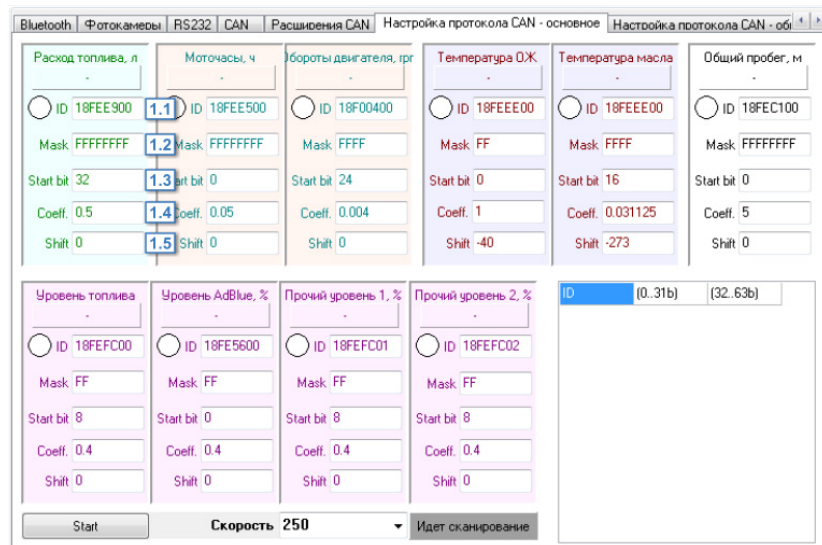 Bluetooth Фотокамеры RS232 CAN Расширения CAN Настройка протокола CAN - основное Настройка протокола CAN - об
Расход топлива, л Моточасы, ч Обороты двигателя, rpm Температура ОЖ Температура масла Общий пробег, м
- - - - - -
ID 18FEE900 1.1 ID 18FEE500 ID 18F00400 ID 18FEEE00 ID 18FEEE00 ID 18FEC100
Mask FFFFFFFF 1.2 Mask FFFFFFFF Mask FFFF Mask FF Mask FFFF Mask FFFFFFFF
Start bit 32 1.3 art bit 0 Start bit 24 Start bit 0 Start bit 16 Start bit 0
Coeff. 0.5 1.4 Coeff. 0.05 Coeff. 0.004 Coeff. 1 Coeff. 0.031125 Coeff. 5
Shift 0 1.5 Shift 0 Shift 0 Shift -40 Shift -273 Shift 0
Уровень топлива Уровень AdBlue, % Прочий уровень 1, % Прочий уровень 2, % ID (0..31b) (32..63b)
- - - -
ID 18FEFC00 ID 18FE5600 ID 18FEFC01 ID 18FEFC02
Mask FF Mask FF Mask FF Mask FF
Start bit 8 Start bit 0 Start bit 8 Start bit 8
Coeff. 0.4 Coeff. 0.4 Coeff. 0.4 Coeff. 0.4
Shift 0 Shift 0 Shift 0 Shift 0
Start Скорость 250 Идет сканирование